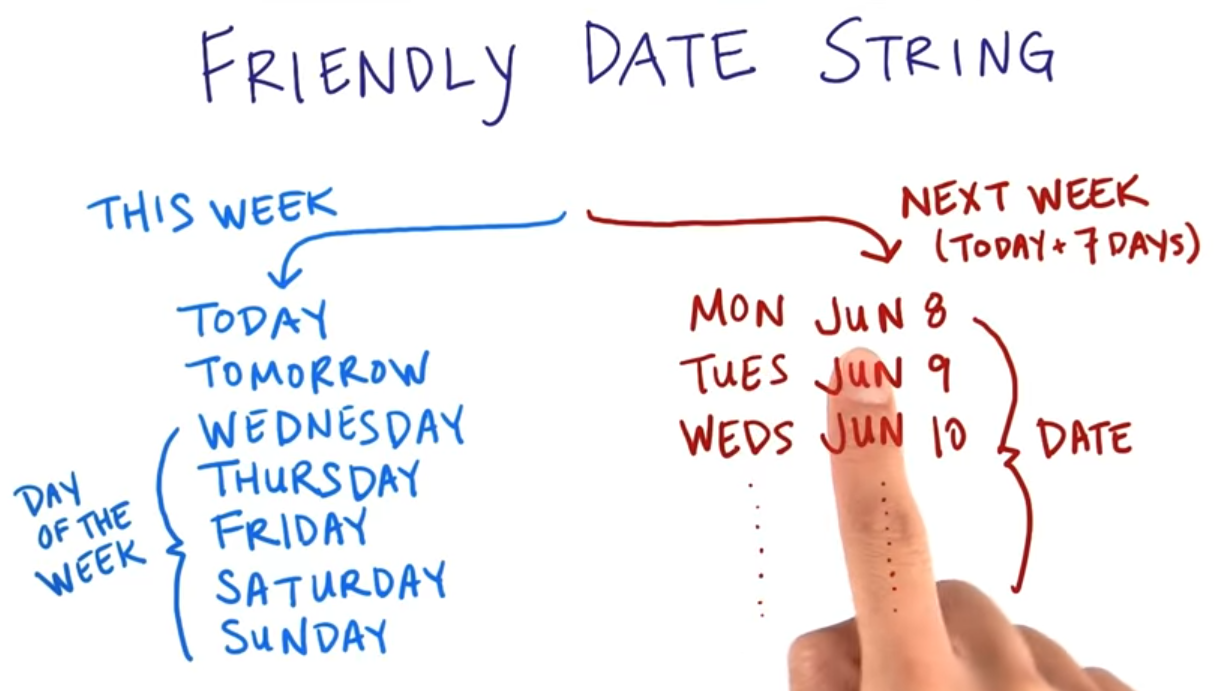 FRIENDLY DATE STRING
THIS WEEK
TODAY
TOMORROW
WEDNESDAY
THURSDAY
FRIDAY
SATURDAY
SUNDAY
DAY
OF THE
WEEK
NEXT WEEK
(TODAY + 7 DAYS)
MON JUN 8
TUES JUN 9
WEDS JUN 10
DATE